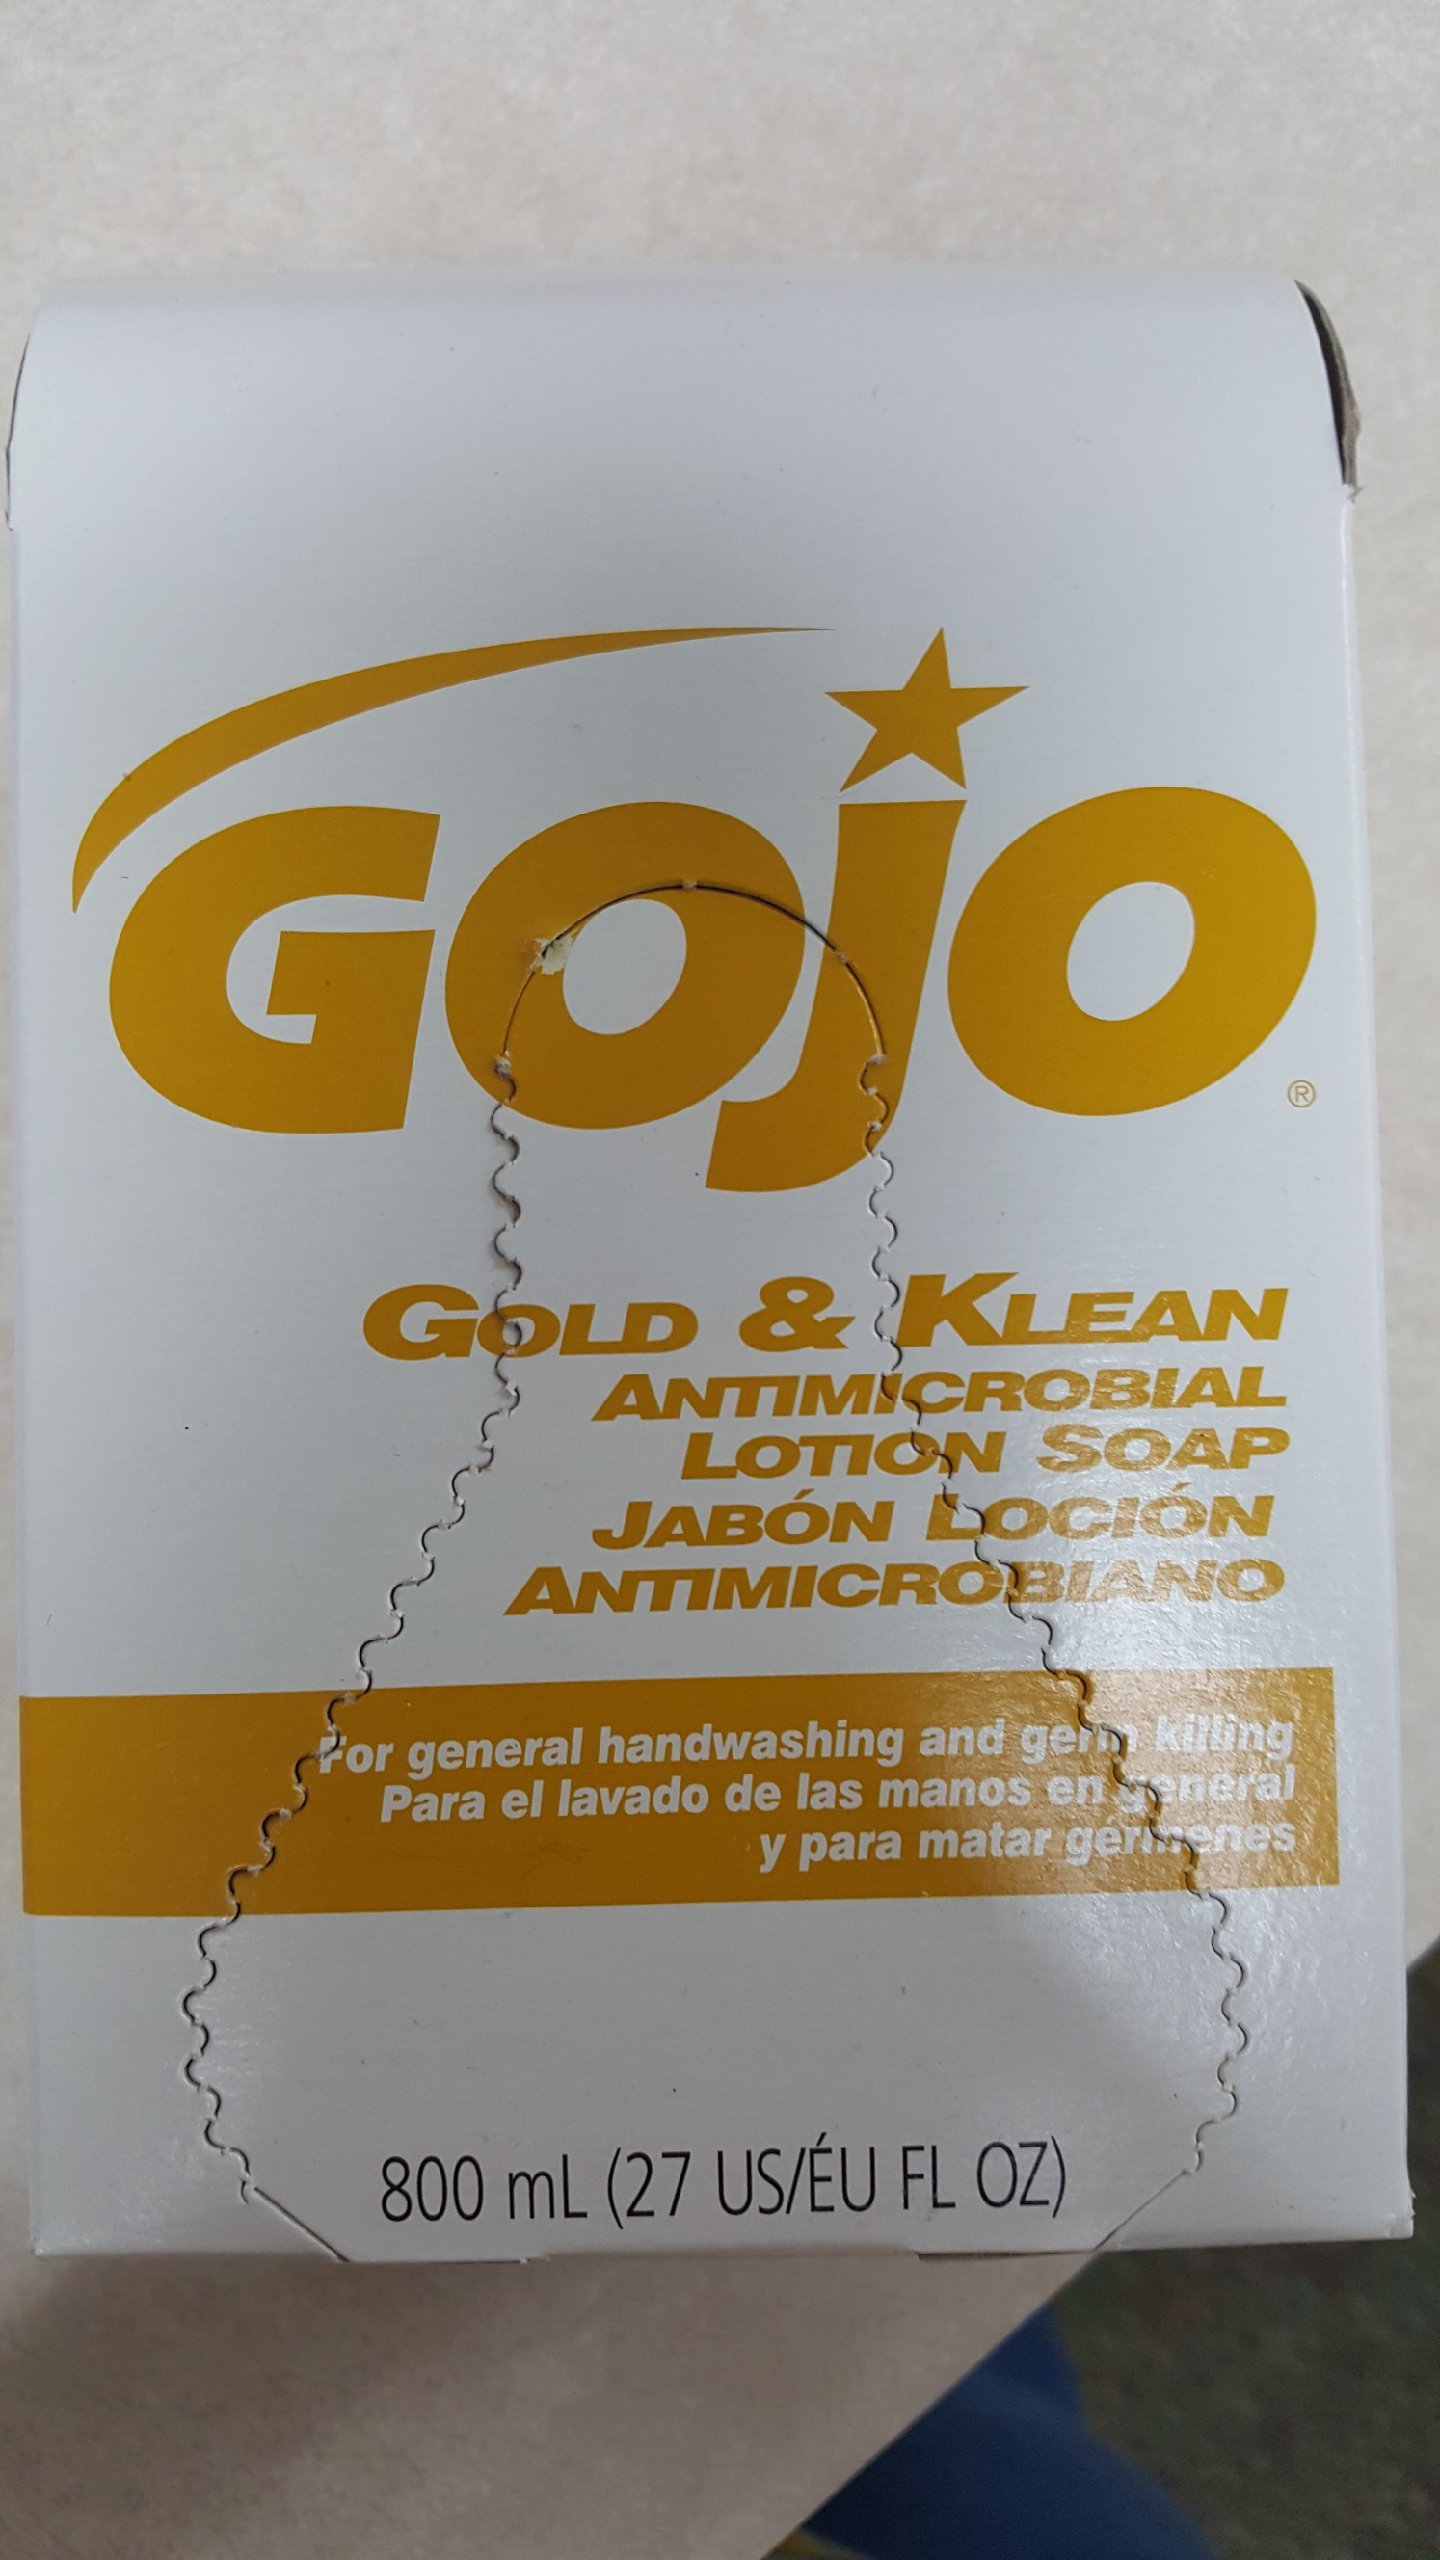 GOJO®
GOLD & KLEAN
ANTIMICROBIAL
LOTION SOAP
JABÓN LOCIÓN
ANTIMICROBIANO
For general handwashing and germ killing
Para el lavado de las manos en general
y para matar gérmenes
800 mL (27 US/ÉU FL OZ)